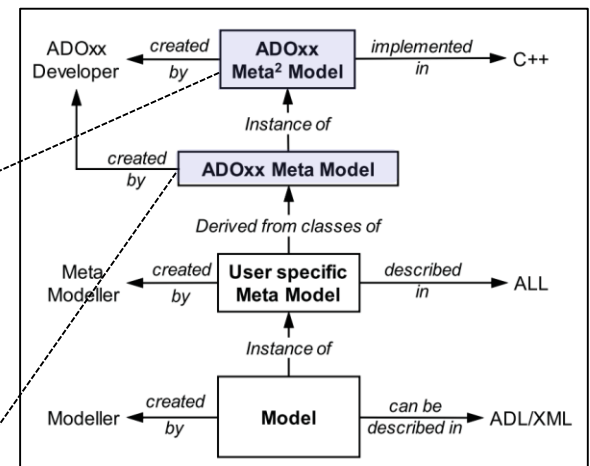 ADOxx
Developer
created
by
ADOxx
Meta² Model
implemented
in
C++
Instance of
created
by
ADOxx Meta Model
Derived from classes of
Meta
Modeller
created
by
User specific
Meta Model
described
in
ALL
Instance of
Modeller
created
by
Model
can be
described in
ADL/XML